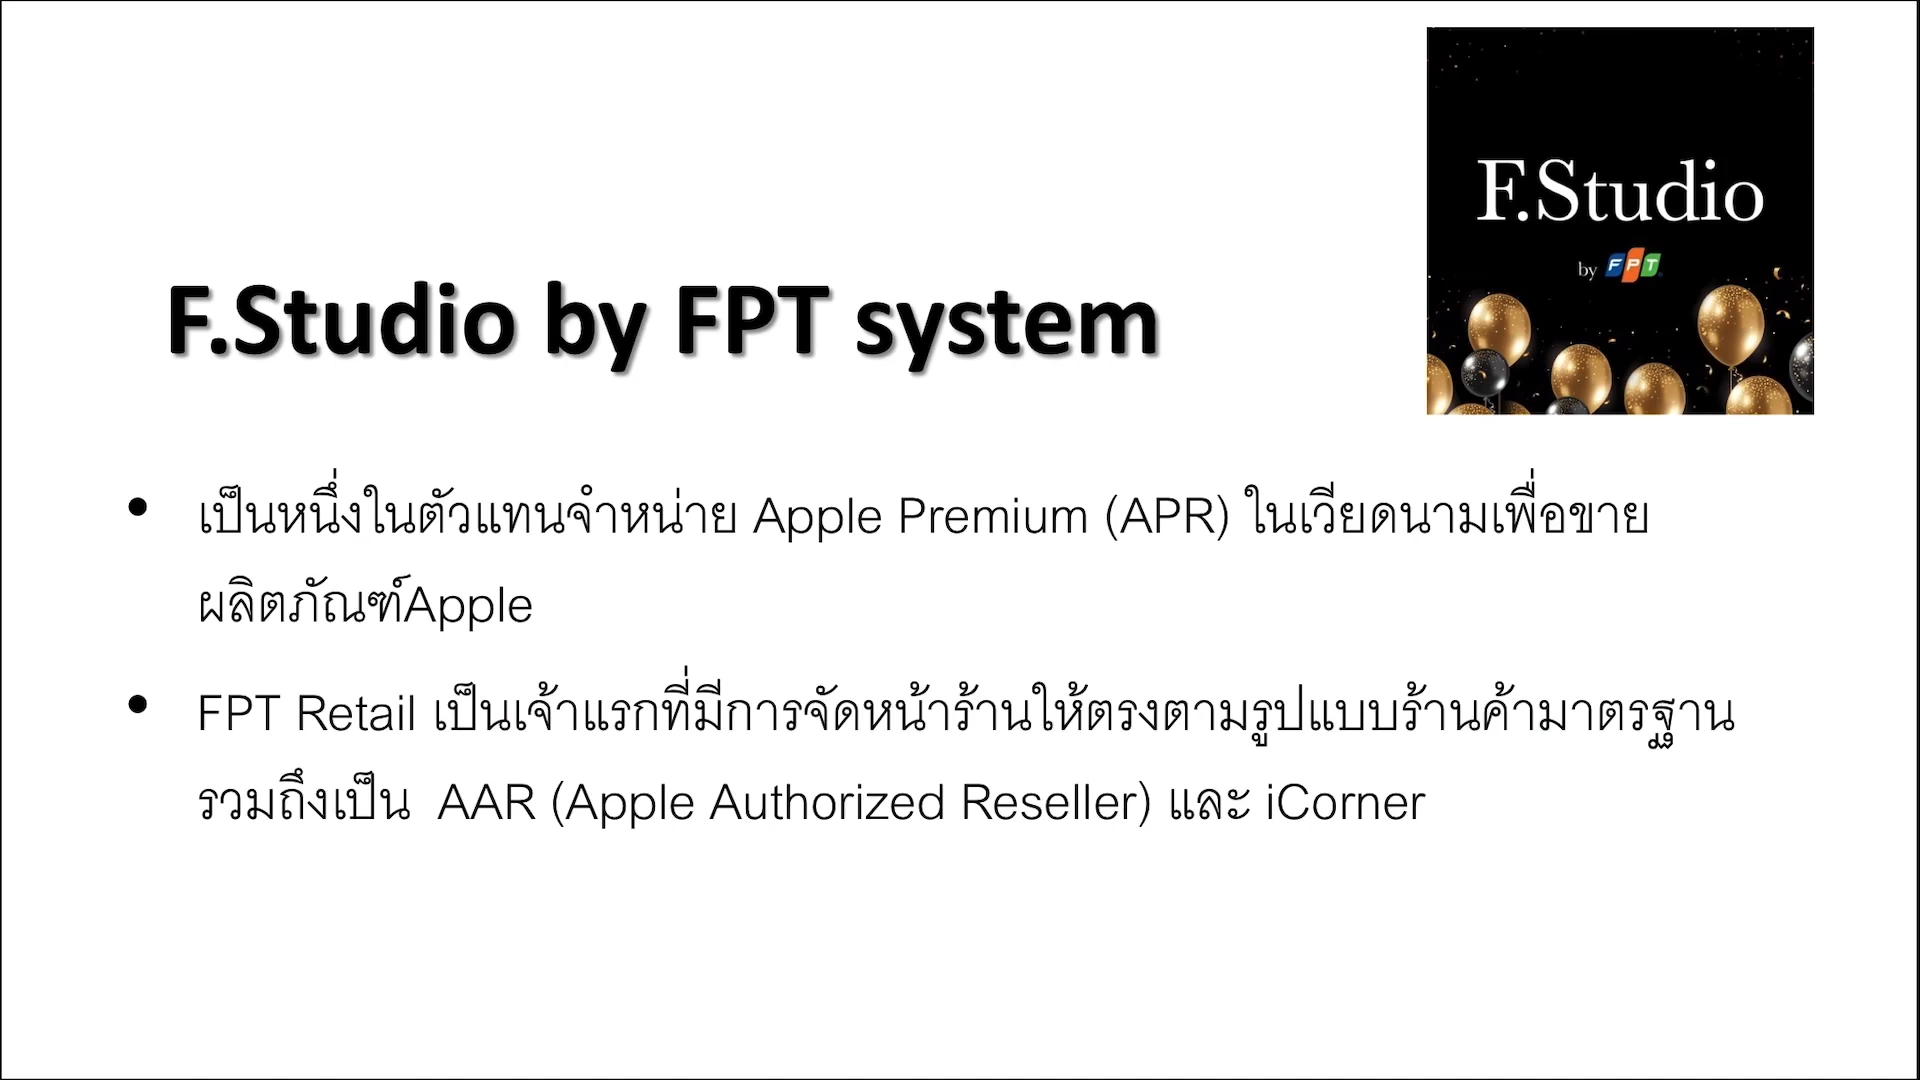 F.Studio
by FPT
F.Studio by FPT system
• เป็นหนึ่งในตัวแทนจำหน่าย Apple Premium (APR) ในเวียดนามเพื่อขาย
ผลิตภัณฑ์Apple
• FPT Retail เป็นเจ้าแรกที่มีการจัดหน้าร้านให้ตรงตามรูปแบบร้านค้ามาตรฐาน
รวมถึงเป็น AAR (Apple Authorized Reseller) และ iCorner